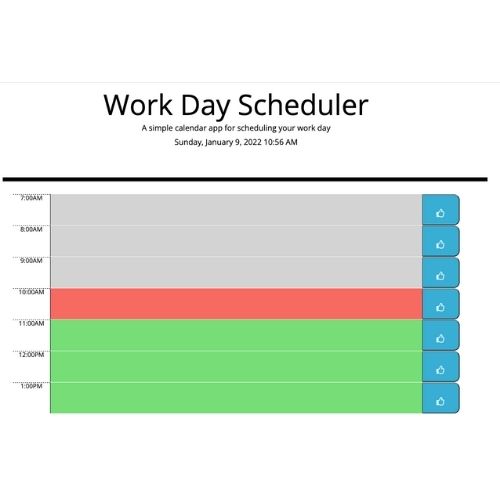 Work Day Scheduler
A simple calendar app for scheduling your work day
Sunday, January 9, 2022 10:56 AM
7:00AM
8:00AM
9:00AM
10:00AM
11:00AM
12:00PM
1:00PM